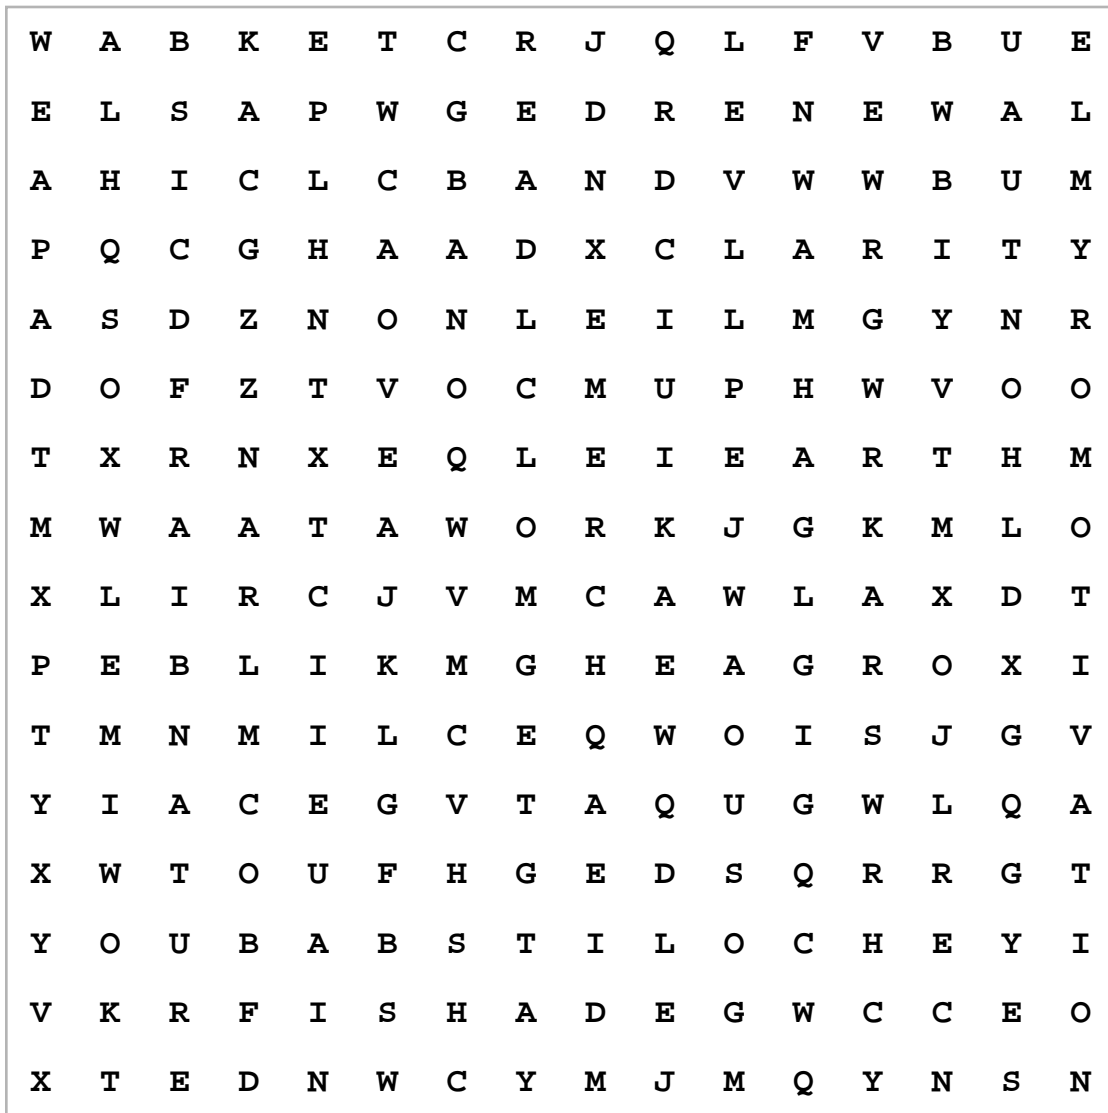 W A B K E T C R J Q L F V B U E
E L S A P W G E D R E N E W A L
A H I C L C B A N D V W W B U M
P Q C G H A A D X C L A R I T Y
A S D Z N O N L E I L M G Y N R
D O F Z T V O C M U P H W V O O
T X R N X E Q L E I E A R T H M
M W A A T A W O R K J G K M L O
X L I R C J V M C A W L A X D T
P E B L I K M G H E A G R O X I
T M N M I L C E Q W O I S J G V
Y I A C E G V T A Q U G W L Q A
X W T O U F H G E D S Q R R G T
Y O U B A B S T I L O C H E Y I
V K R F I S H A D E G W C C E O
X T E D N W C Y M J M Q Y N S N